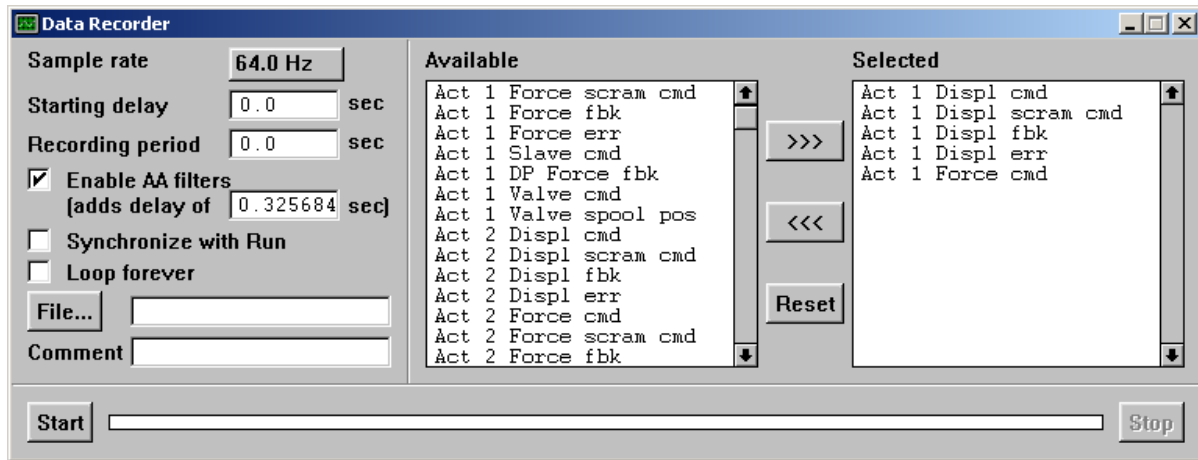 Data Recorder
Sample rate 64.0 Hz
Starting delay 0.0 sec
Recording period 0.0 sec
Enable AA filters
(adds delay of 0.325684 sec)
Synchronize with Run
Loop forever
File...
Comment
Available
Act 1 Force scram cmd
Act 1 Force fbk
Act 1 Force err
Act 1 Slave cmd
Act 1 DP Force fbk
Act 1 Valve cmd
Act 1 Valve spool pos
Act 2 Displ cmd
Act 2 Displ scram cmd
Act 2 Displ fbk
Act 2 Displ err
Act 2 Force cmd
Act 2 Force scram cmd
Act 2 Force fbk
>>>
<<<
Reset
Selected
Act 1 Displ cmd
Act 1 Displ scram cmd
Act 1 Displ fbk
Act 1 Displ err
Act 1 Force cmd
Start
Stop